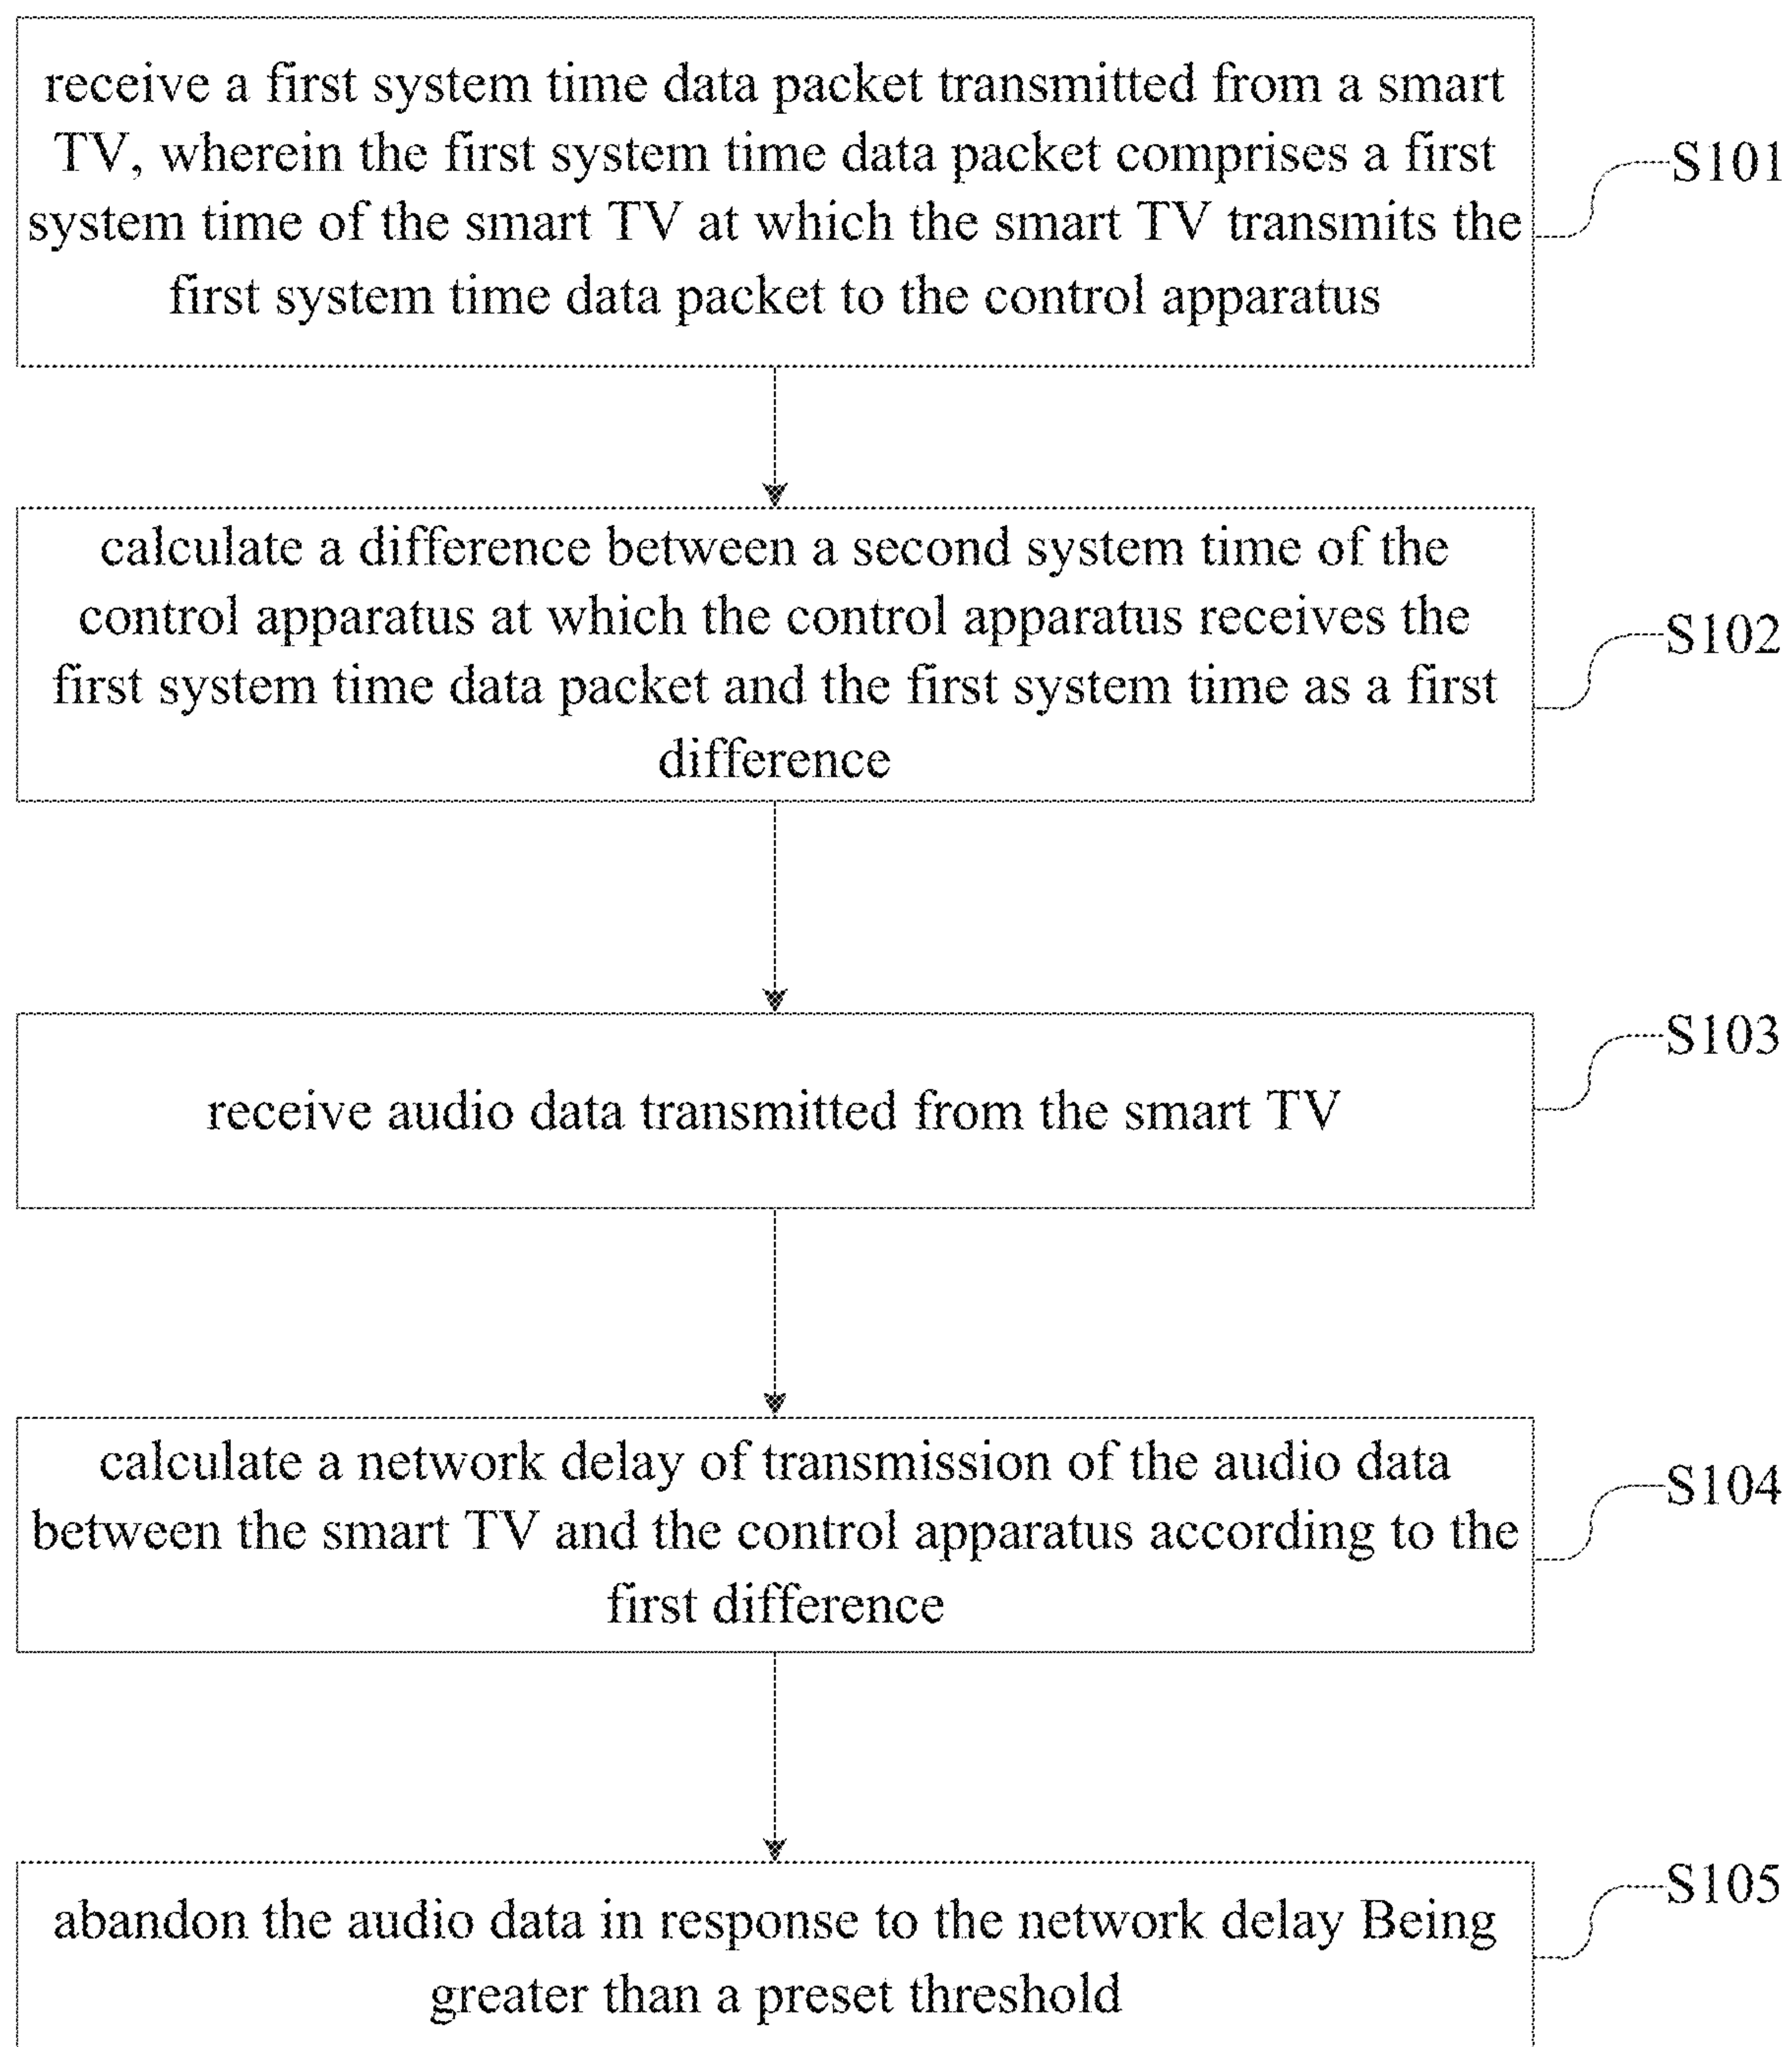 receive a first system time data packet transmitted from a smart
TV, wherein the first system time data packet comprises a first
system time of the smart TV at which the smart TV transmits the
first system time data packet to the control apparatus
S101
calculate a difference between a second system time of the
control apparatus at which the control apparatus receives the
first system time data packet and the first system time as a first
difference
S102
receive audio data transmitted from the smart TV
S103
calculate a network delay of transmission of the audio data
between the smart TV and the control apparatus according to the
first difference
S104
abandon the audio data in response to the network delay Being
greater than a preset threshold
S105